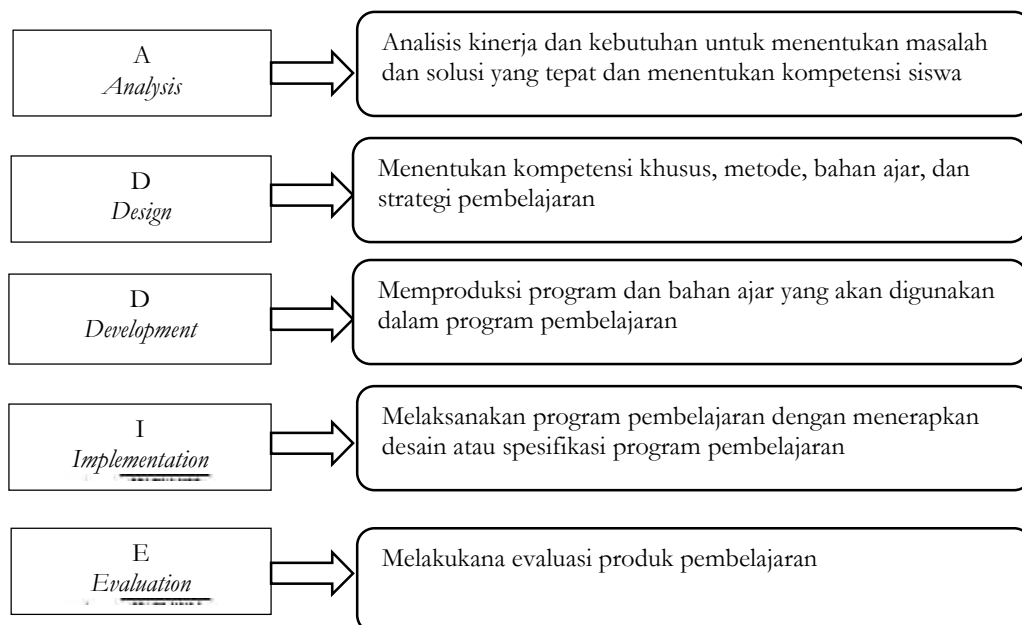 A
Analysis
Analisis kinerja dan kebutuhan untuk menentukan masalah
dan solusi yang tepat dan menentukan kompetensi siswa
D
Design
Menentukan kompetensi khusus, metode, bahan ajar, dan
strategi pembelajaran
D
Development
Memproduksi program dan bahan ajar yang akan digunakan
dalam program pembelajaran
I
Implementation
Melaksanakan program pembelajaran dengan menerapkan
desain atau spesifikasi program pembelajaran
E
Evaluation
Melakukana evaluasi produk pembelajaran